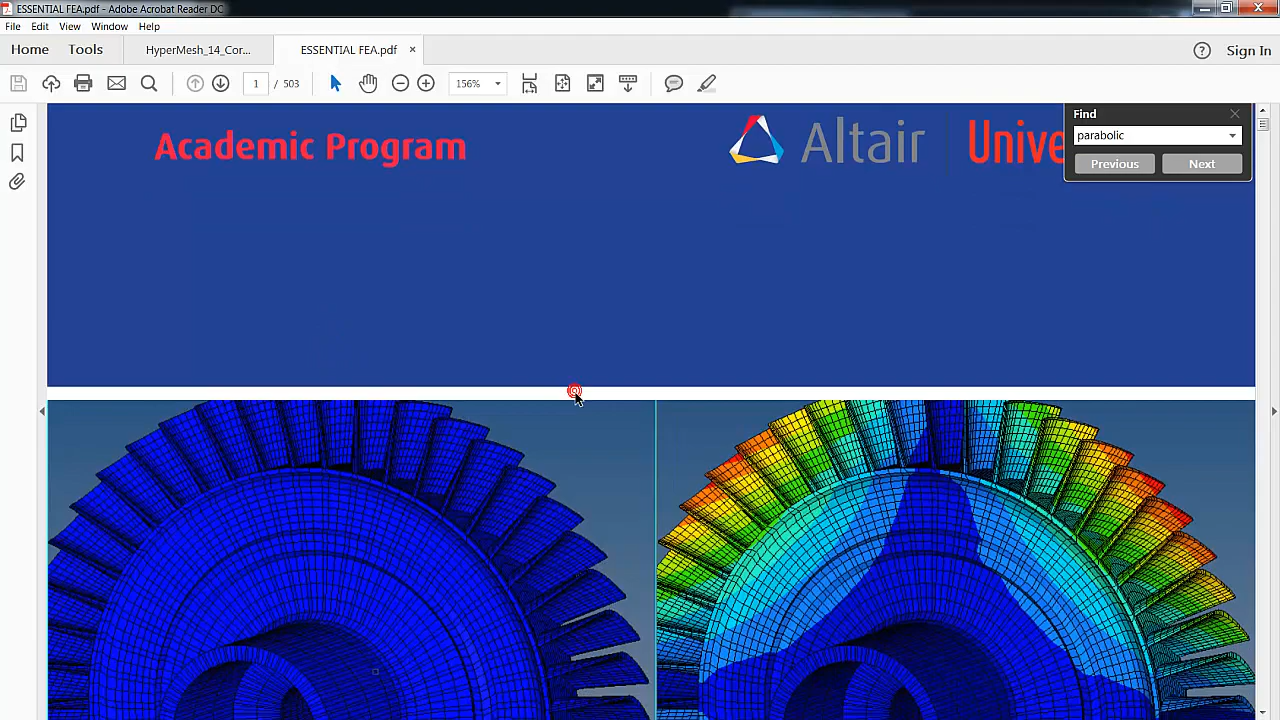 ESSENTIAL FEA.pdf - Adobe Acrobat Reader DC
File Edit View Window Help
Home Tools HyperMesh_14_Cor... ESSENTIAL FEA.pdf × Sign In
1 / 503 156%
Find
parabolic
Previous Next
Academic Program
Altair | Unive